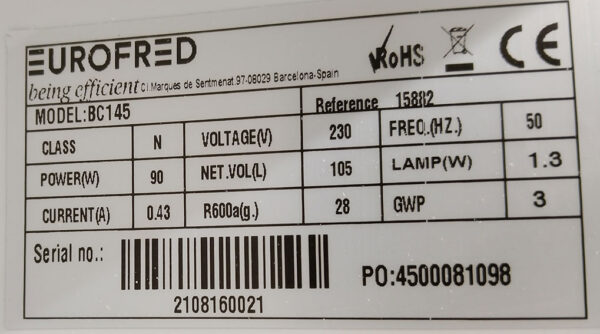 EUROFRED
RoHS
CE
being efficient Cl Marques de Sentmenat.97-08029 Barcelona-Spain
MODEL:BC145 Reference 15882
CLASS N VOLTAGE(V) 230 FREQ.(HZ.) 50
POWER(W) 90 NET.VOL(L) 105 LAMP(W) 1.3
CURRENT(A) 0.43 R600a(g.) 28 GWP 3
Serial no.:
2108160021
PO:4500081098